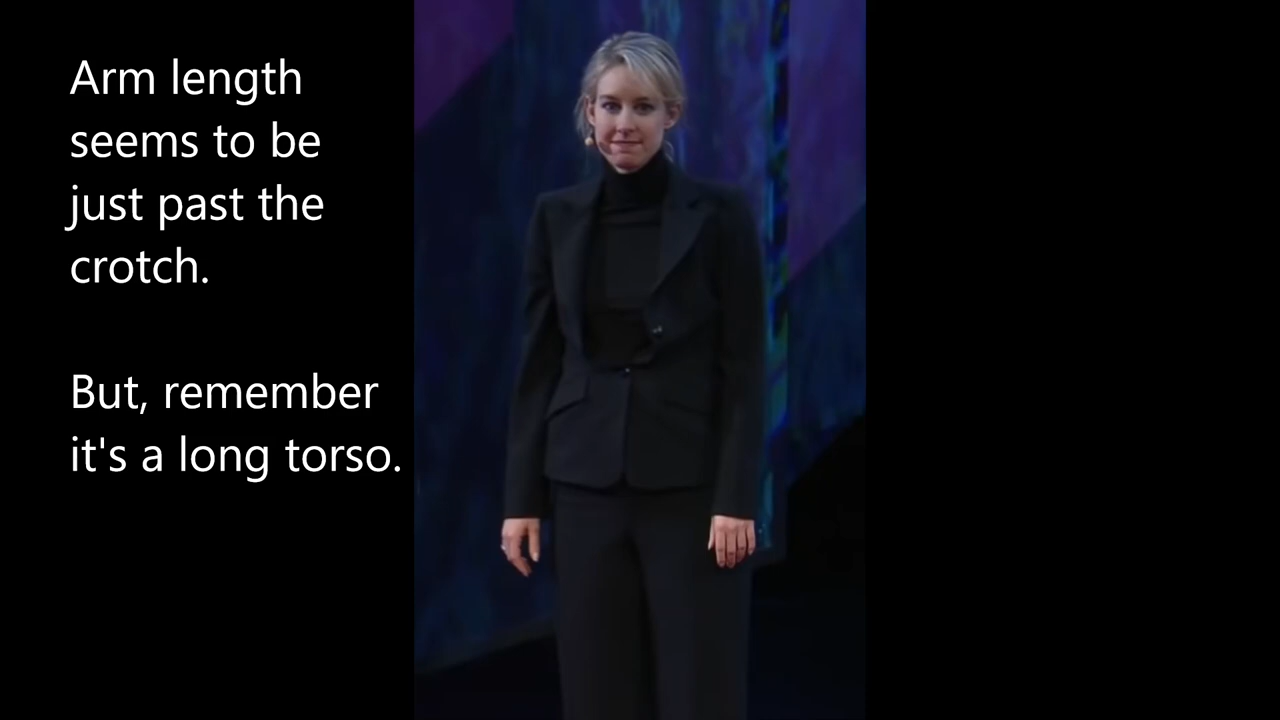 Arm length
seems to be
just past the
crotch.
But, remember
it's a long torso.